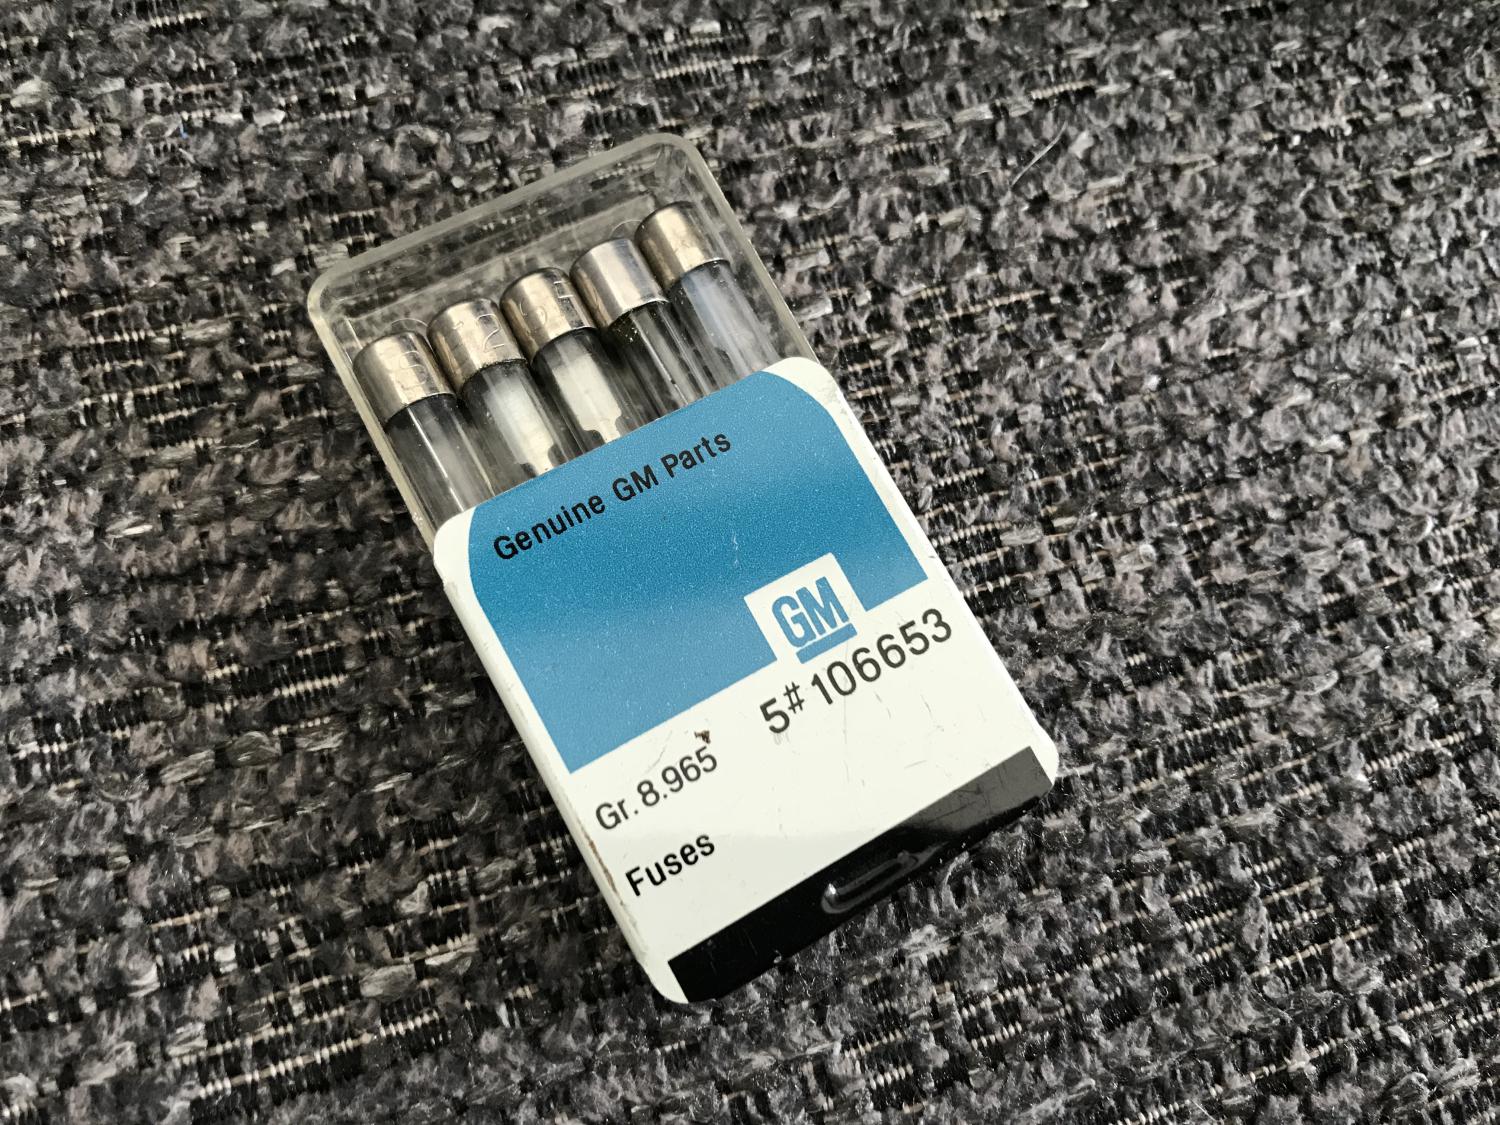 Genuine GM Parts
GM
5# 106653
Gr. 8.965
Fuses